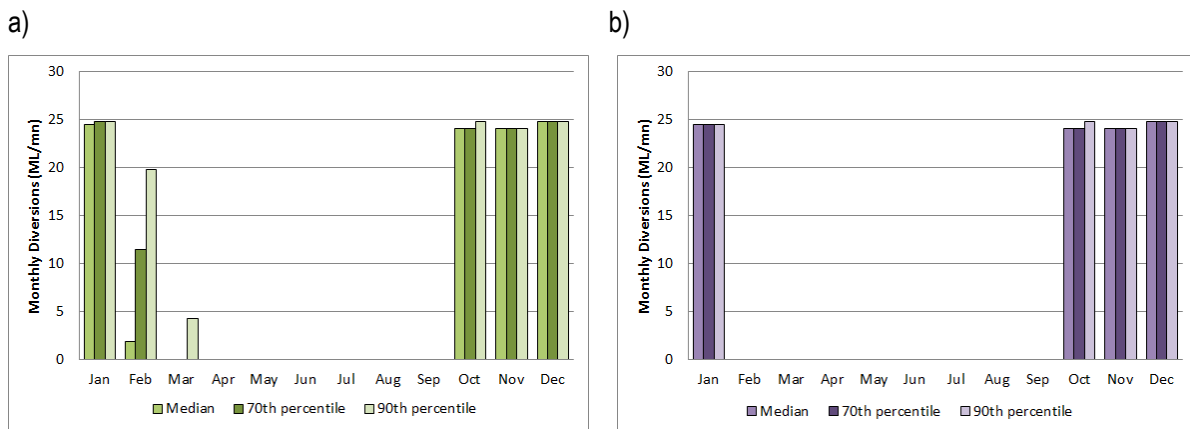 a)
Monthly Diversions (ML/mn)
30
25
20
15
10
5
0
Jan Feb Mar Apr May Jun Jul Aug Sep Oct Nov Dec
Median 70th percentile 90th percentile
b)
Monthly Diversions (ML/mn)
30
25
20
15
10
5
0
Jan Feb Mar Apr May Jun Jul Aug Sep Oct Nov Dec
Median 70th percentile 90th percentile